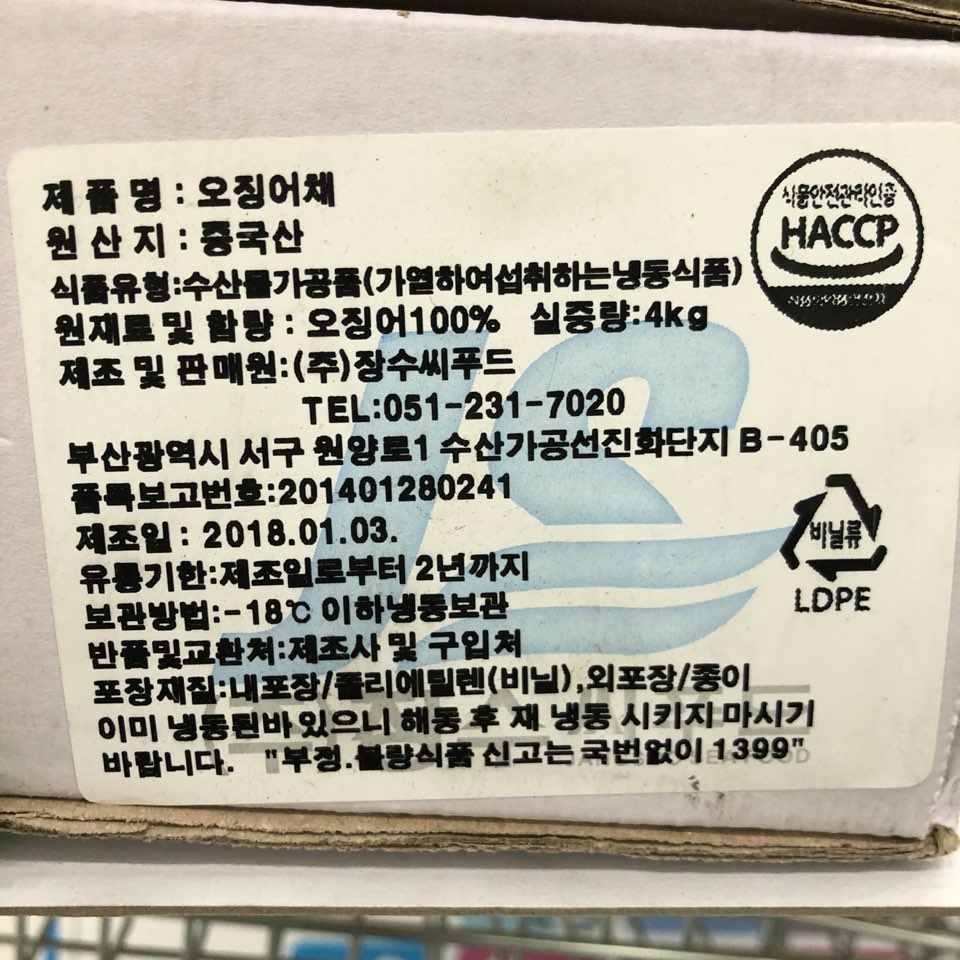 제품명 : 오징어채
원산지 : 중국산
식품유형:수산물가공품(가열하여섭취하는냉동식품)
원재료및 함량 : 오징어100% 실중량:4kg
제조 및 판매원:(주)장수씨푸드
TEL:051-231-7020
부산광역시 서구 원양로1 수산가공선진화단지 B-405
품목보고번호:201401280241
제조일 : 2018.01.03.
유통기한:제조일로부터 2년까지
보관방법:-18℃ 이하냉동보관
반품및교환처:제조사 및 구입처
포장재질:내포장/폴리에틸렌(비닐),외포장/종이
이미 냉동된바 있으니 해동 후 재 냉동 시키지 마시기
바랍니다. "부정.불량식품 신고는 국번없이 1399"
식품안전관리인증
HACCP
비닐류
LDPE